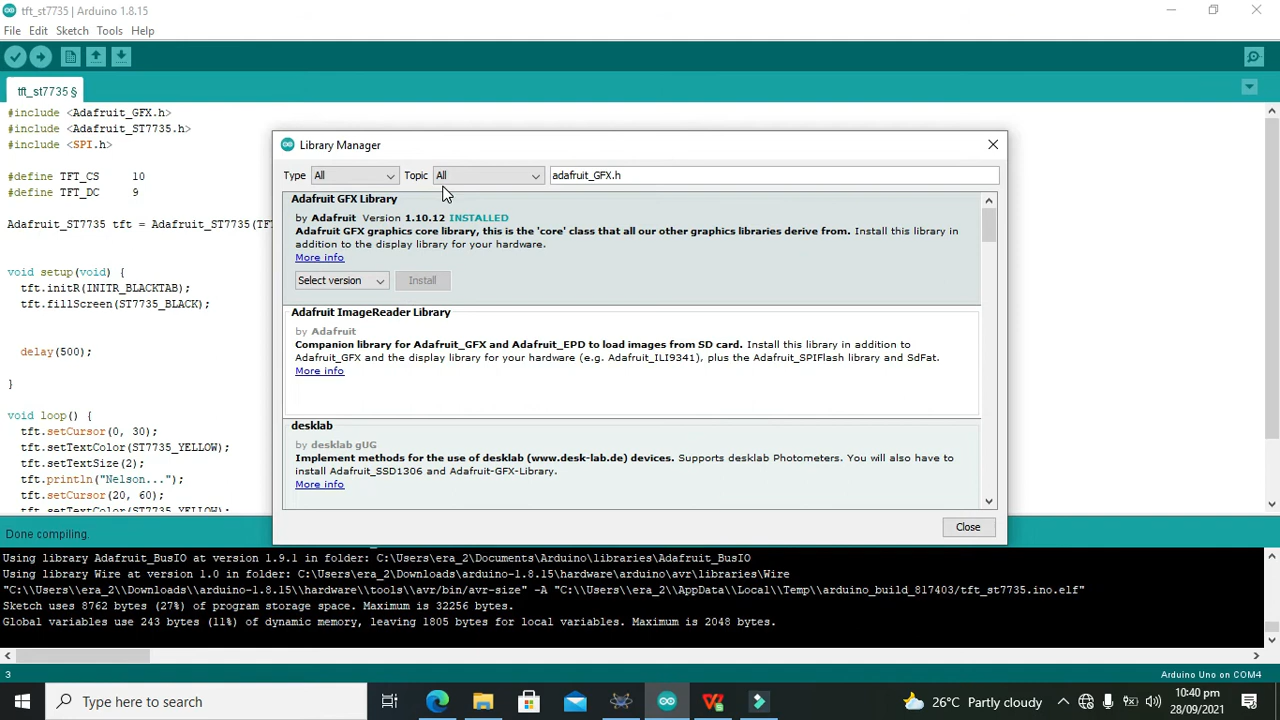 tft_st7735 | Arduino 1.8.15
File Edit Sketch Tools Help
tft_st7735 §
#include <Adafruit_GFX.h>
#include <Adafruit_ST7735.h>
#include <SPI.h>
#define TFT_CS     10
#define TFT_DC     9
Adafruit_ST7735 tft = Adafruit_ST7735(TF
void setup(void) {
  tft.initR(INITR_BLACKTAB);
  tft.fillScreen(ST7735_BLACK);
  delay(500);
}
void loop() {
  tft.setCursor(0, 30);
  tft.setTextColor(ST7735_YELLOW);
  tft.setTextSize(2);
  tft.println("Nelson...");
  tft.setCursor(20, 60);
  tft.setTextColor(ST7735_YELLOW);
Library Manager
Type All Topic All adafruit_GFX.h
Adafruit GFX Library
by Adafruit Version 1.10.12 INSTALLED
Adafruit GFX graphics core library, this is the 'core' class that all our other graphics libraries derive from. Install this library in
addition to the display library for your hardware.
More info
Select version Install
Adafruit ImageReader Library
by Adafruit
Companion library for Adafruit_GFX and Adafruit_EPD to load images from SD card. Install this library in addition to
Adafruit_GFX and the display library for your hardware (e.g. Adafruit_ILI9341), plus the Adafruit_SPIFlash library and SdFat.
More info
desklab
by desklab gUG
Implement methods for the use of desklab (www.desk-lab.de) devices. Supports desklab Photometers. You will also have to
install Adafruit_SSD1306 and Adafruit-GFX-Library.
More info
Close
Done compiling.
Using library Adafruit_BusIO at version 1.9.1 in folder: C:\Users\era_2\Documents\Arduino\libraries\Adafruit_BusIO
Using library Wire at version 1.0 in folder: C:\Users\era_2\Downloads\arduino-1.8.15\hardware\arduino\avr\libraries\Wire
"C:\\Users\\era_2\\Downloads\\arduino-1.8.15\\hardware\\tools\\avr/bin/avr-size" -A "C:\\Users\\era_2\\AppData\\Local\\Temp\\arduino_build_817403/tft_st7735.ino.elf"
Sketch uses 8762 bytes (27%) of program storage space. Maximum is 32256 bytes.
Global variables use 243 bytes (11%) of dynamic memory, leaving 1805 bytes for local variables. Maximum is 2048 bytes.
3 Arduino Uno on COM4
Type here to search
26°C Partly cloudy
10:40 pm
28/09/2021